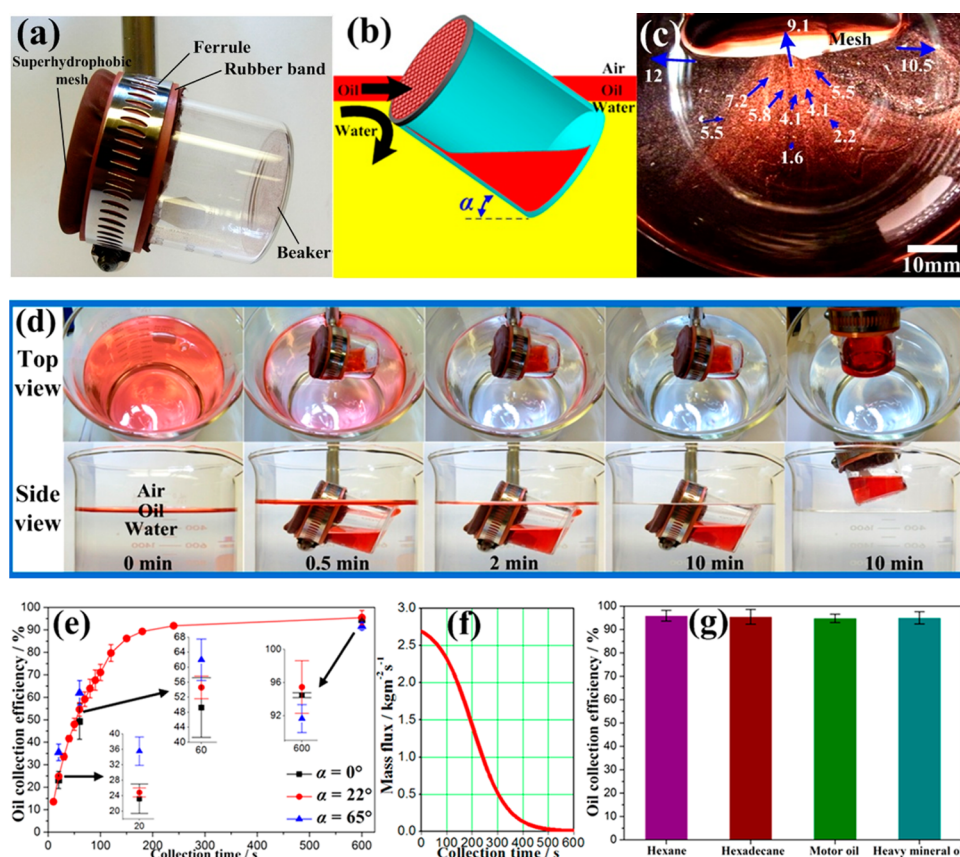 (a)
Ferrule
Superhydrophobic
mesh
Rubber band
Beaker
(b)
Air
Oil
Oil
Water
Water
α
(c)
9.1
Mesh
12
10.5
7.2
5.8
4.1
4.1
5.5
5.5
2.2
1.6
10mm
(d)
Top
view
Side
view
Air
Oil
Water
0 min
0.5 min
2 min
10 min
10 min
(e)
Oil collection efficiency / %
100
90
80
70
60
50
40
30
20
10
0
68
64
60
56
52
48
44
40
60
100
96
92
600
40
36
32
28
24
20
20
α = 0°
α = 22°
α = 65°
0 100 200 300 400 500 600
Collection time / s
(f)
Mass flux / kgm⁻²s⁻¹
3.0
2.5
2.0
1.5
1.0
0.5
0.0
0 100 200 300 400 500 600
Collection time / s
(g)
Oil collection efficiency / %
100
90
80
70
60
50
40
30
20
10
0
Hexane Hexadecane Motor oil Heavy mineral o